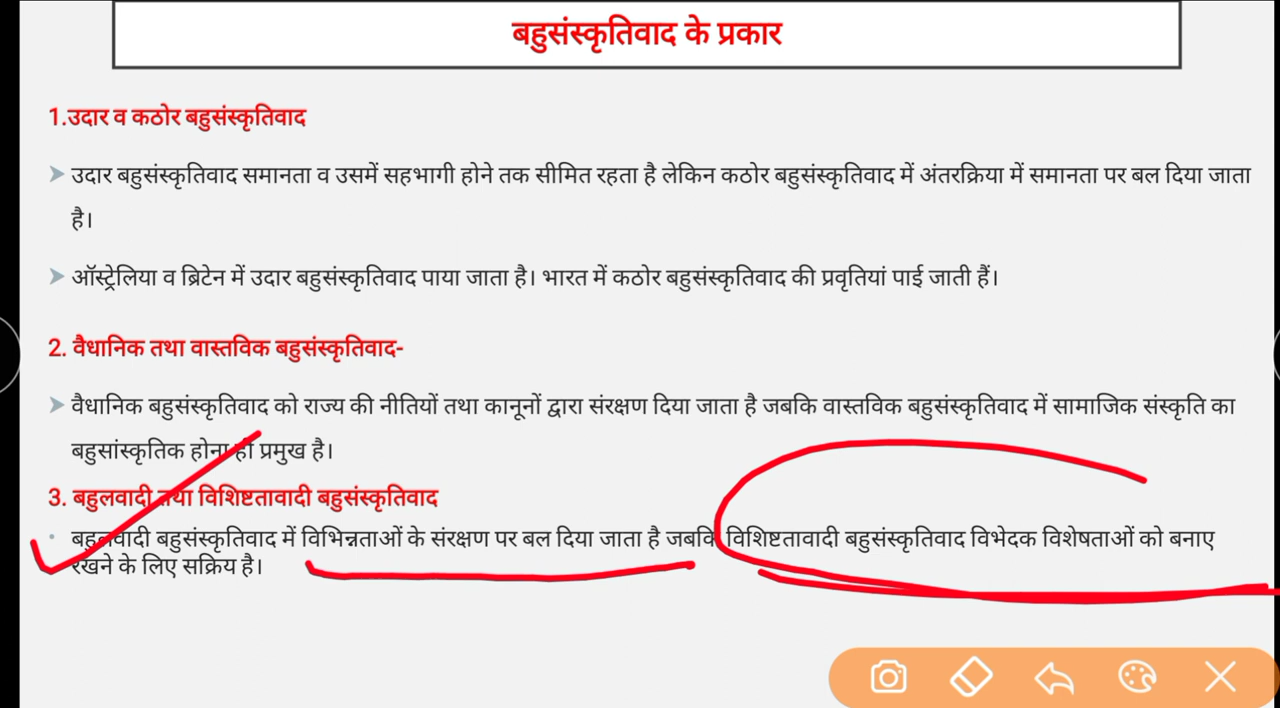 बहुसंस्कृतिवाद के प्रकार
1.उदार व कठोर बहुसंस्कृतिवाद
➤ उदार बहुसंस्कृतिवाद समानता व उसमें सहभागी होने तक सीमित रहता है लेकिन कठोर बहुसंस्कृतिवाद में अंतरक्रिया में समानता पर बल दिया जाता
है।
➤ ऑस्ट्रेलिया व ब्रिटेन में उदार बहुसंस्कृतिवाद पाया जाता है। भारत में कठोर बहुसंस्कृतिवाद की प्रवृतियां पाई जाती हैं।
2. वैधानिक तथा वास्तविक बहुसंस्कृतिवाद-
➤ वैधानिक बहुसंस्कृतिवाद को राज्य की नीतियों तथा कानूनों द्वारा संरक्षण दिया जाता है जबकि वास्तविक बहुसंस्कृतिवाद में सामाजिक संस्कृति का
बहुसांस्कृतिक होना ही प्रमुख है।
3. बहुलवादी तथा विशिष्टतावादी बहुसंस्कृतिवाद
• बहुलवादी बहुसंस्कृतिवाद में विभिन्नताओं के संरक्षण पर बल दिया जाता है जबकि विशिष्टतावादी बहुसंस्कृतिवाद विभेदक विशेषताओं को बनाए
रखने के लिए सक्रिय है।